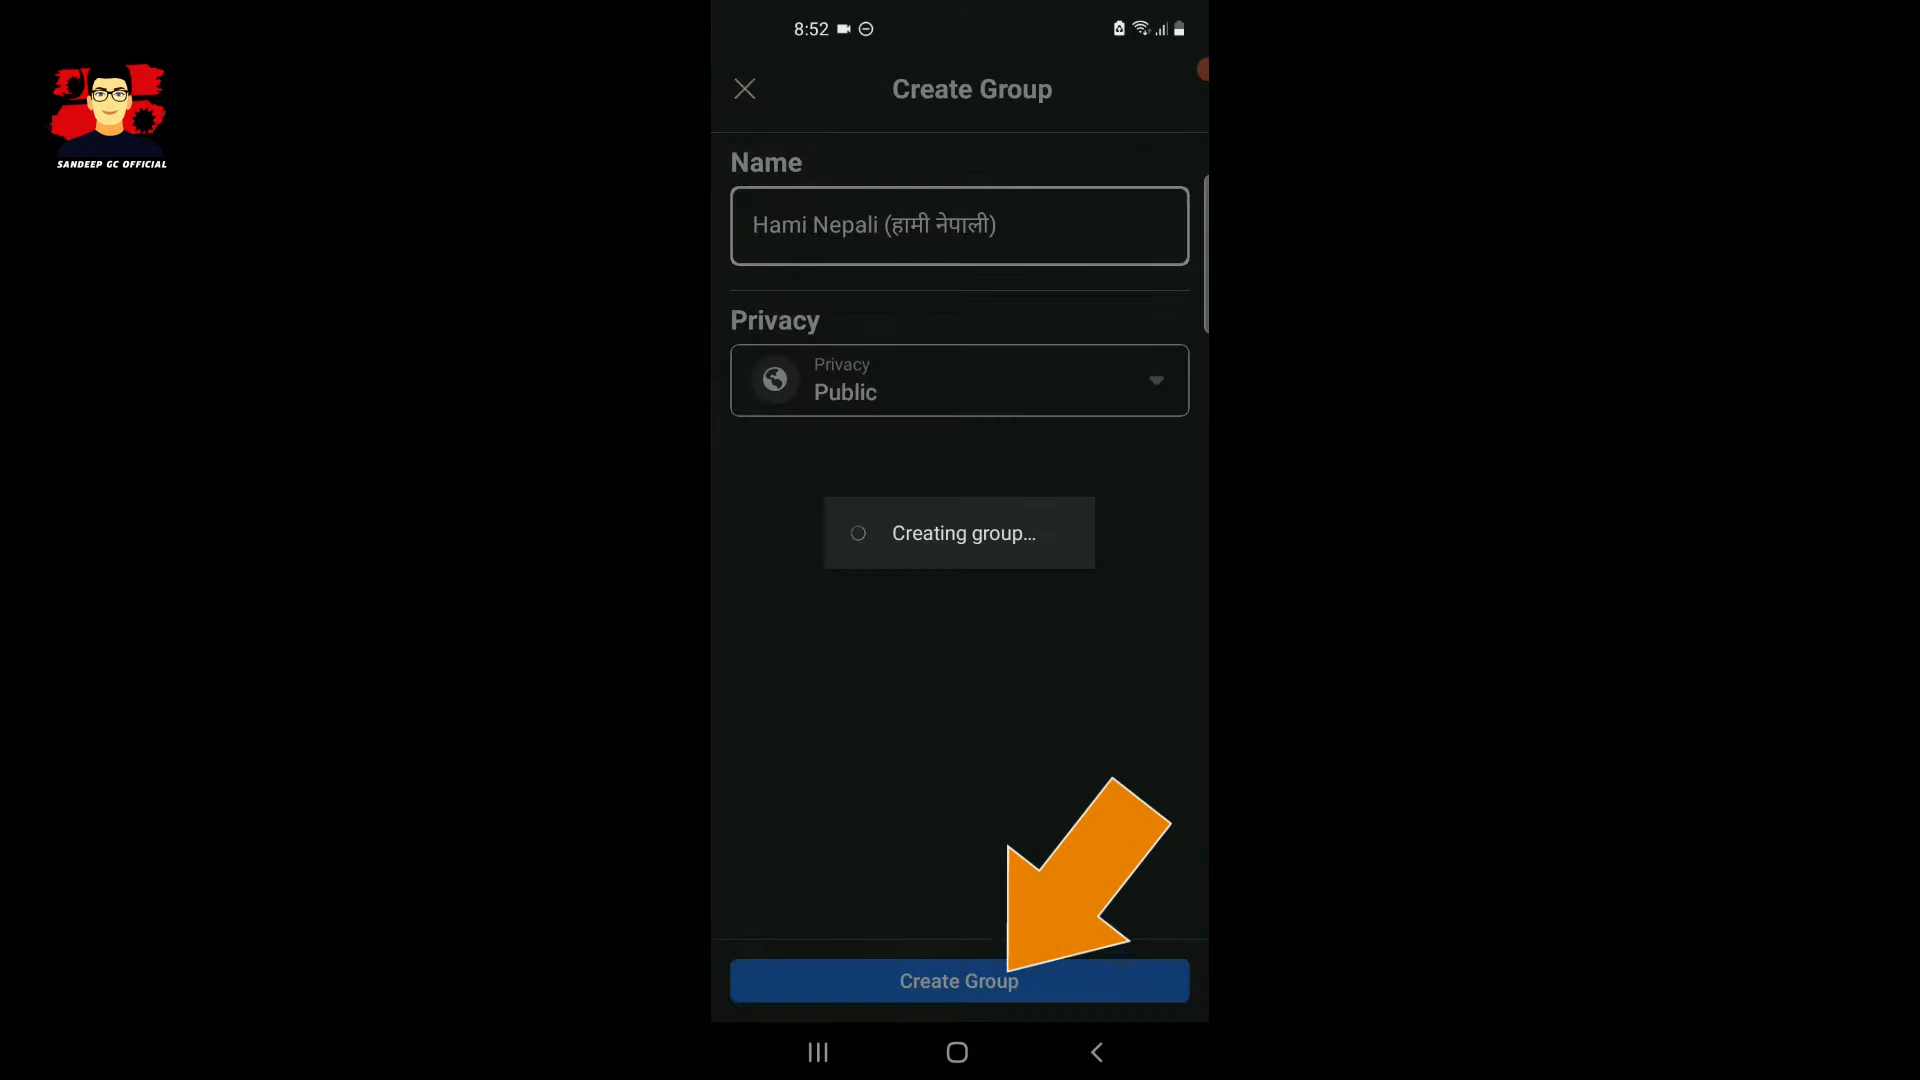 8:52
SANDEEP GC OFFICIAL
Create Group
Name
Hami Nepali (हामी नेपाली)
Privacy
Privacy
Public
Creating group...
Create Group